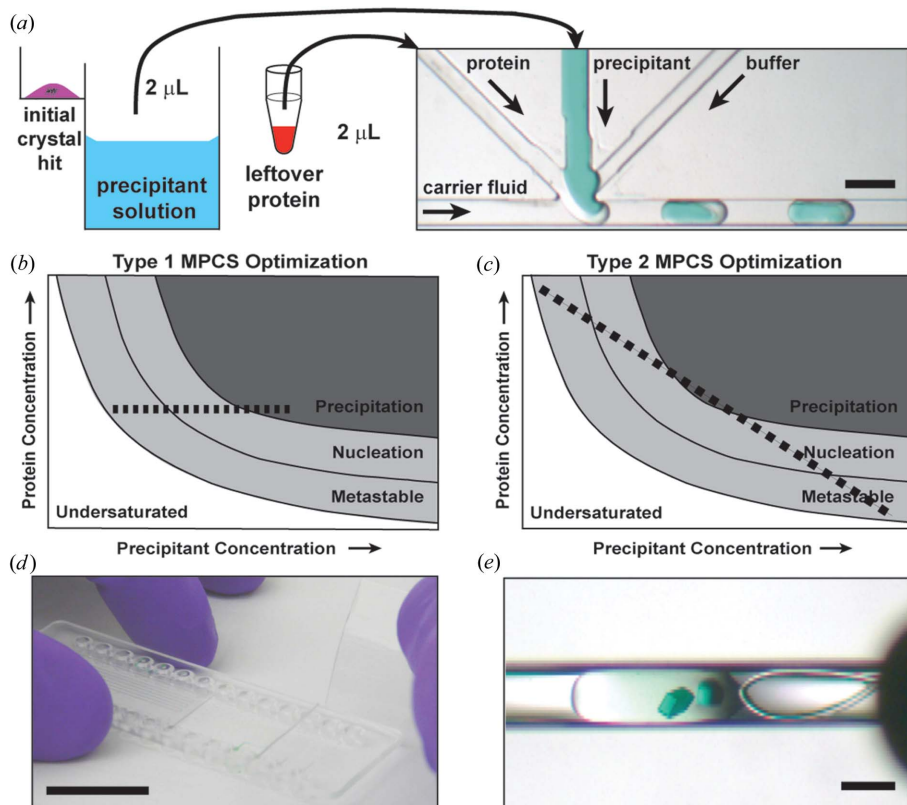 (a)
2 μL
initial
crystal
hit
precipitant
solution
2 μL
leftover
protein
protein
precipitant
buffer
carrier fluid
(b)
Type 1 MPCS Optimization
Protein Concentration
Precipitation
Nucleation
Metastable
Undersaturated
Precipitant Concentration
(c)
Type 2 MPCS Optimization
Protein Concentration
Precipitation
Nucleation
Metastable
Undersaturated
Precipitant Concentration
(d)
(e)